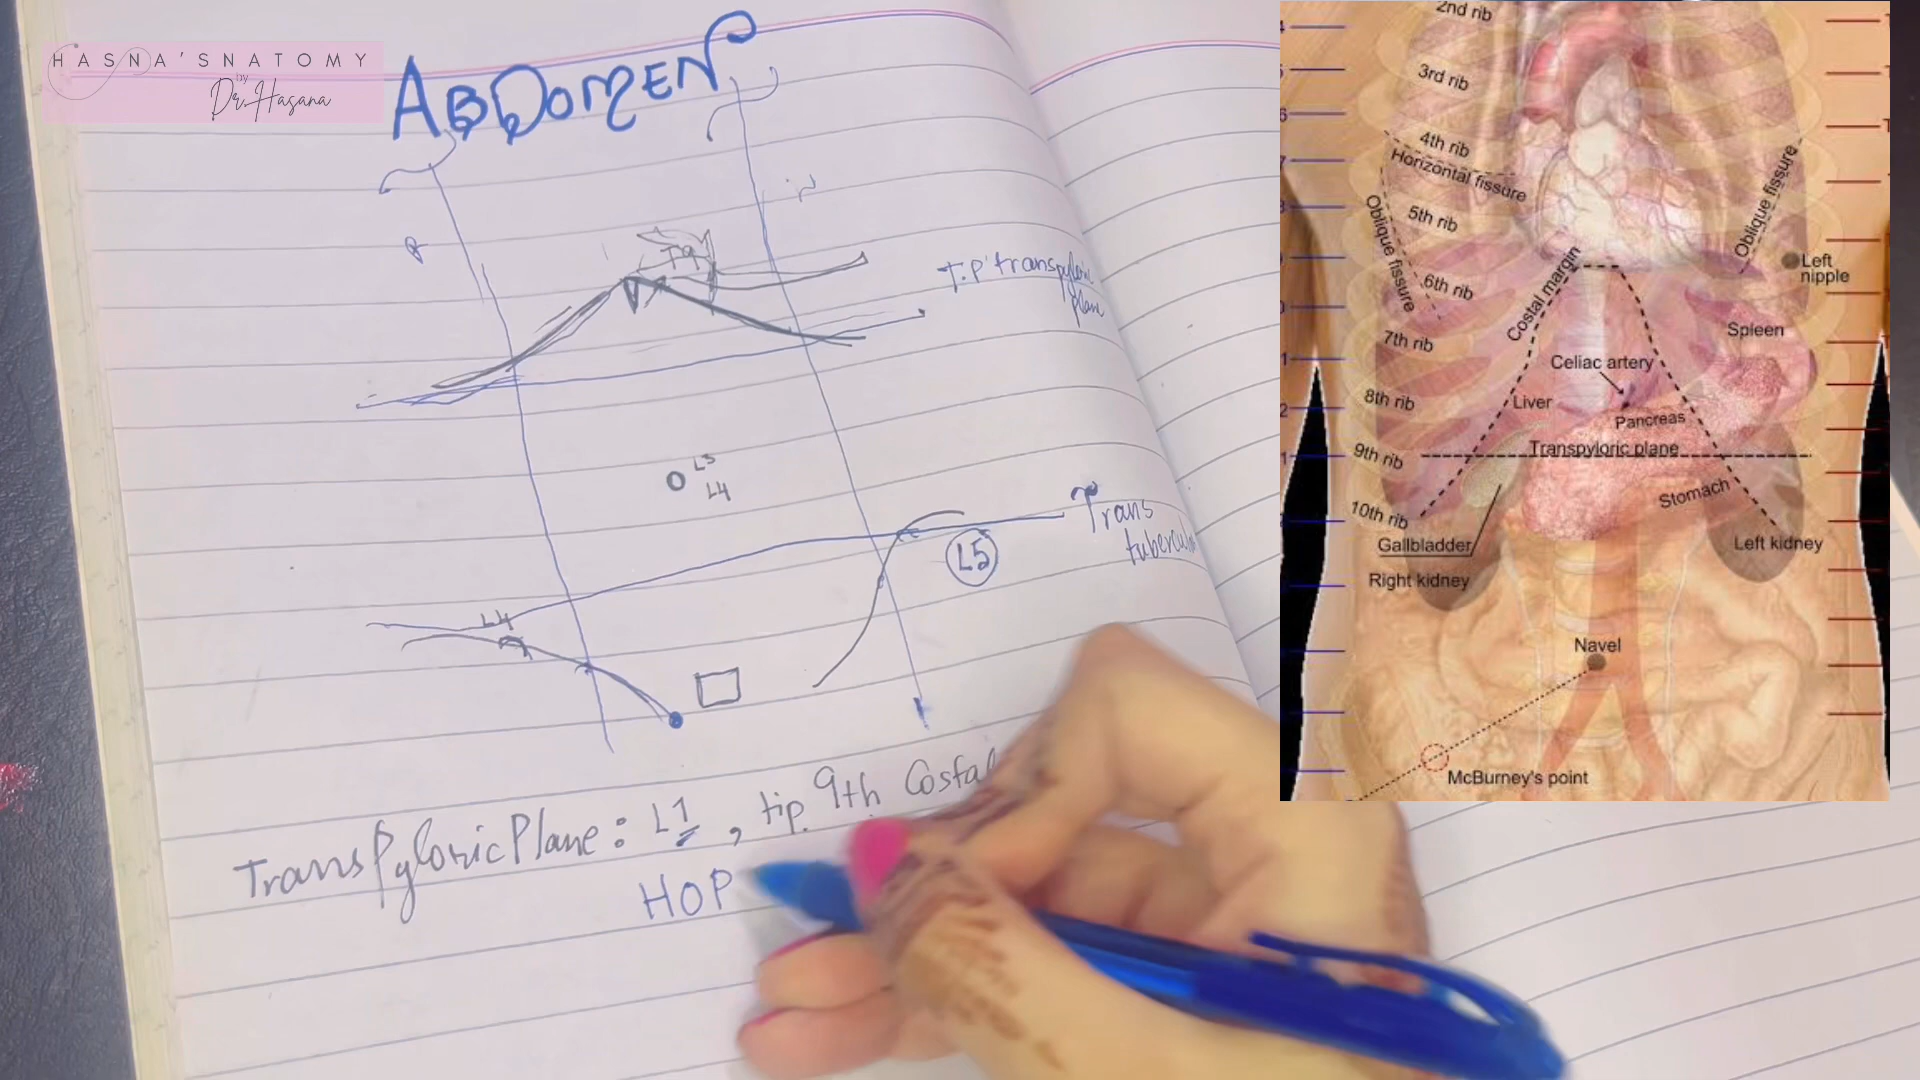 HASNA'SNATOMY
by
Dr.Hasana
ABDOMEN
T9
T.P transpyloric
plane
L3
L4
Trans
L5
L4
TransPyloricPlane: L1, tip 9th Costal
HOP
2nd rib
3rd rib
4th rib
Horizontal fissure
Oblique fissure
5th rib
Oblique fissure
Left
nipple
6th rib
Costal margin
7th rib
Spleen
Celiac artery
8th rib
Liver
Pancreas
9th rib
Transpyloric plane
Stomach
10th rib
Gallbladder
Left kidney
Right kidney
Navel
McBurney's point